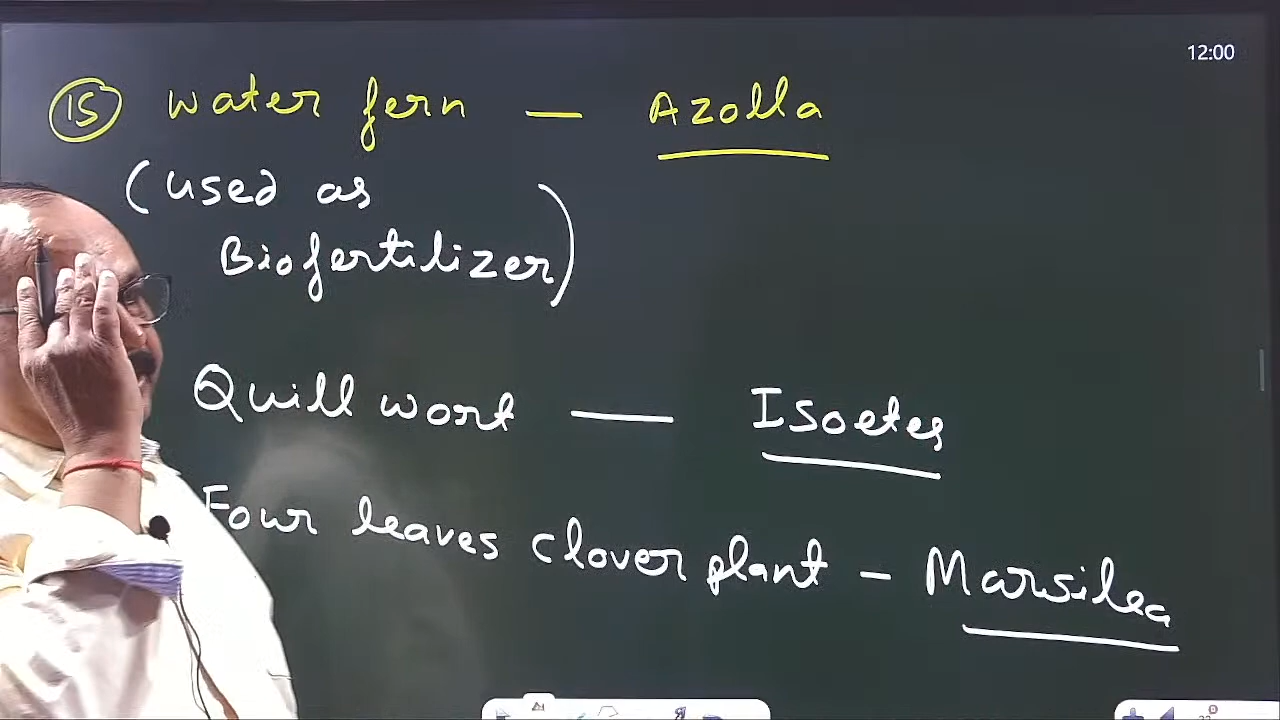 12:00
15 Water fern — Azolla
(used as
Biofertilizer)
Quill wort — Isoetes
Four leaves clover plant - Marsilea